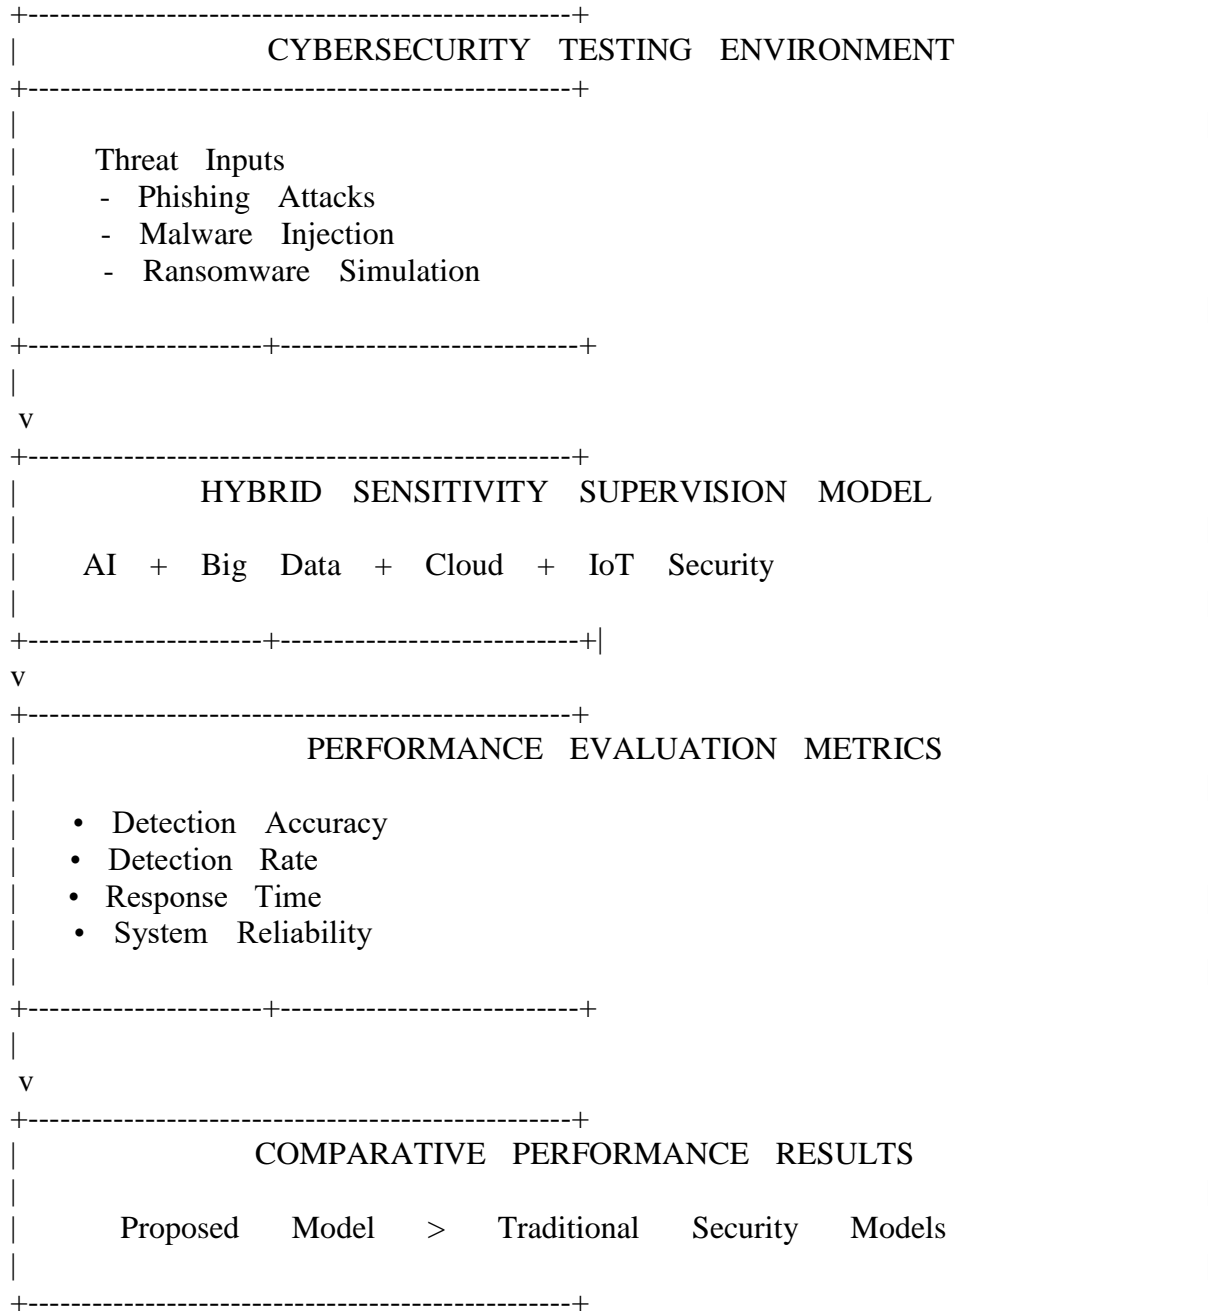 +---------------------------------------------------+
| CYBERSECURITY TESTING ENVIRONMENT
+---------------------------------------------------+
|
| Threat Inputs
| - Phishing Attacks
| - Malware Injection
| - Ransomware Simulation
|
+----------------------+----------------------------+
|
v
+---------------------------------------------------+
| HYBRID SENSITIVITY SUPERVISION MODEL
|
| AI + Big Data + Cloud + IoT Security
|
+----------------------+----------------------------+|
v
+---------------------------------------------------+
| PERFORMANCE EVALUATION METRICS
|
| • Detection Accuracy
| • Detection Rate
| • Response Time
| • System Reliability
|
+----------------------+----------------------------+
|
v
+---------------------------------------------------+
| COMPARATIVE PERFORMANCE RESULTS
|
| Proposed Model > Traditional Security Models
|
+---------------------------------------------------+